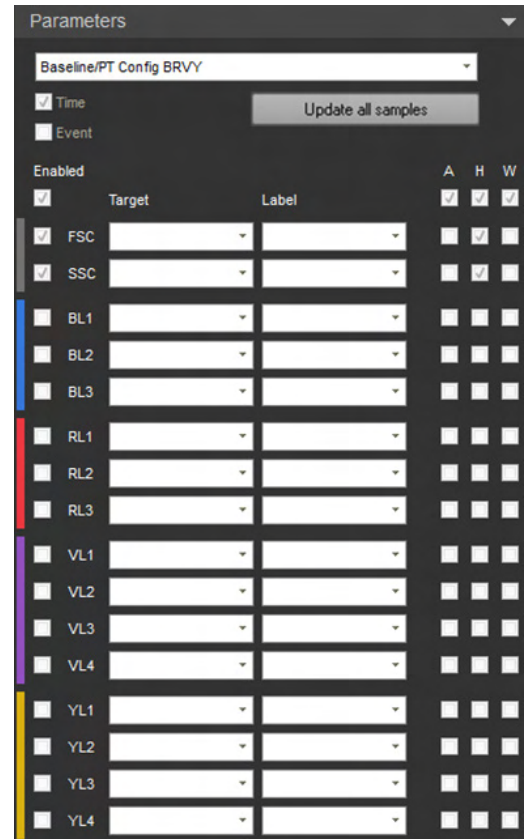 Parameters
Baseline/PT Config BRVY
Time
Update all samples
Event
Enabled A H W
Target Label
FSC
SSC
BL1
BL2
BL3
RL1
RL2
RL3
VL1
VL2
VL3
VL4
YL1
YL2
YL3
YL4